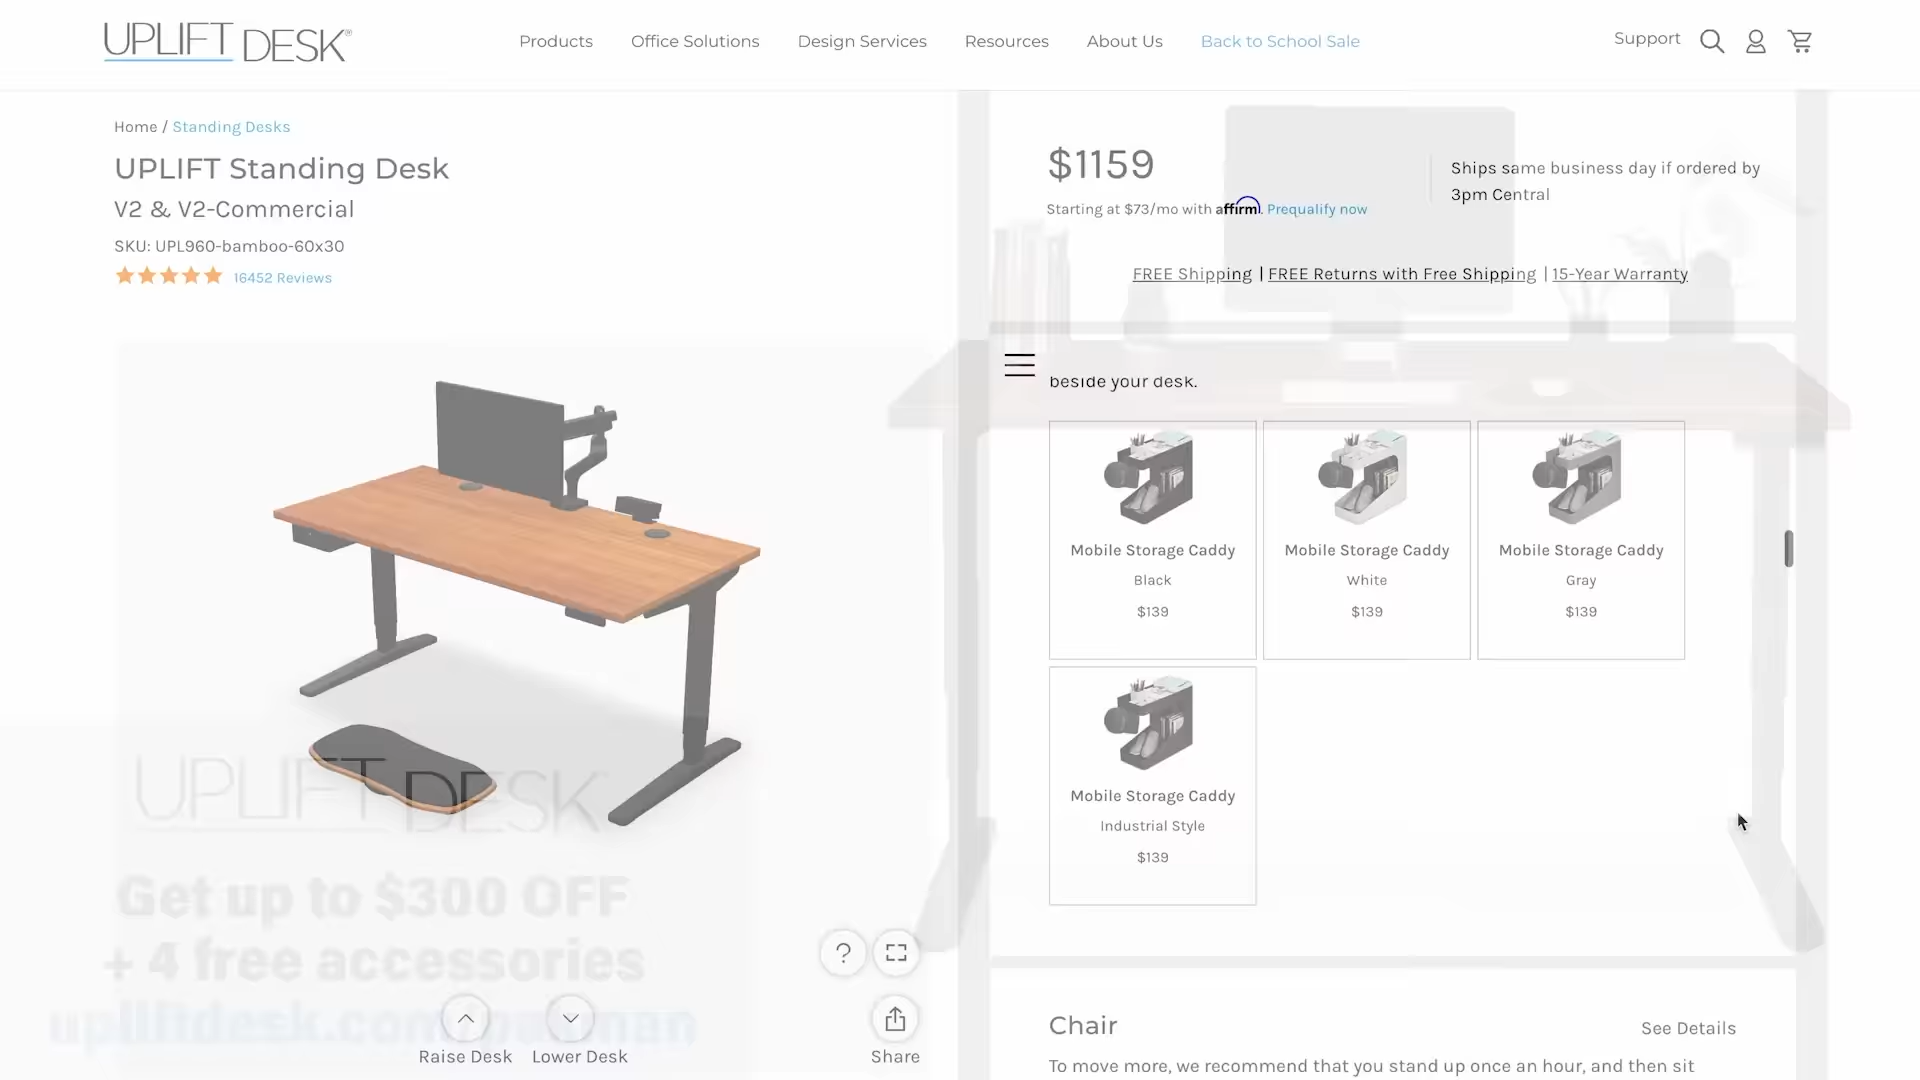 UPLIFT DESK®
Products
Office Solutions
Design Services
Resources
About Us
Back to School Sale
Support
Home / Standing Desks
UPLIFT Standing Desk
V2 & V2-Commercial
SKU: UPL960-bamboo-60x30
16452 Reviews
$1159
Starting at $73/mo with affirm. Prequalify now
Ships same business day if ordered by
3pm Central
FREE Shipping | FREE Returns with Free Shipping | 15-Year Warranty
beside your desk.
Mobile Storage Caddy
Black
$139
Mobile Storage Caddy
White
$139
Mobile Storage Caddy
Gray
$139
Mobile Storage Caddy
Industrial Style
$139
UPLIFT DESK
Get up to $300 OFF
+ 4 free accessories
?
Raise Desk
Lower Desk
Share
Chair
See Details
To move more, we recommend that you stand up once an hour, and then sit